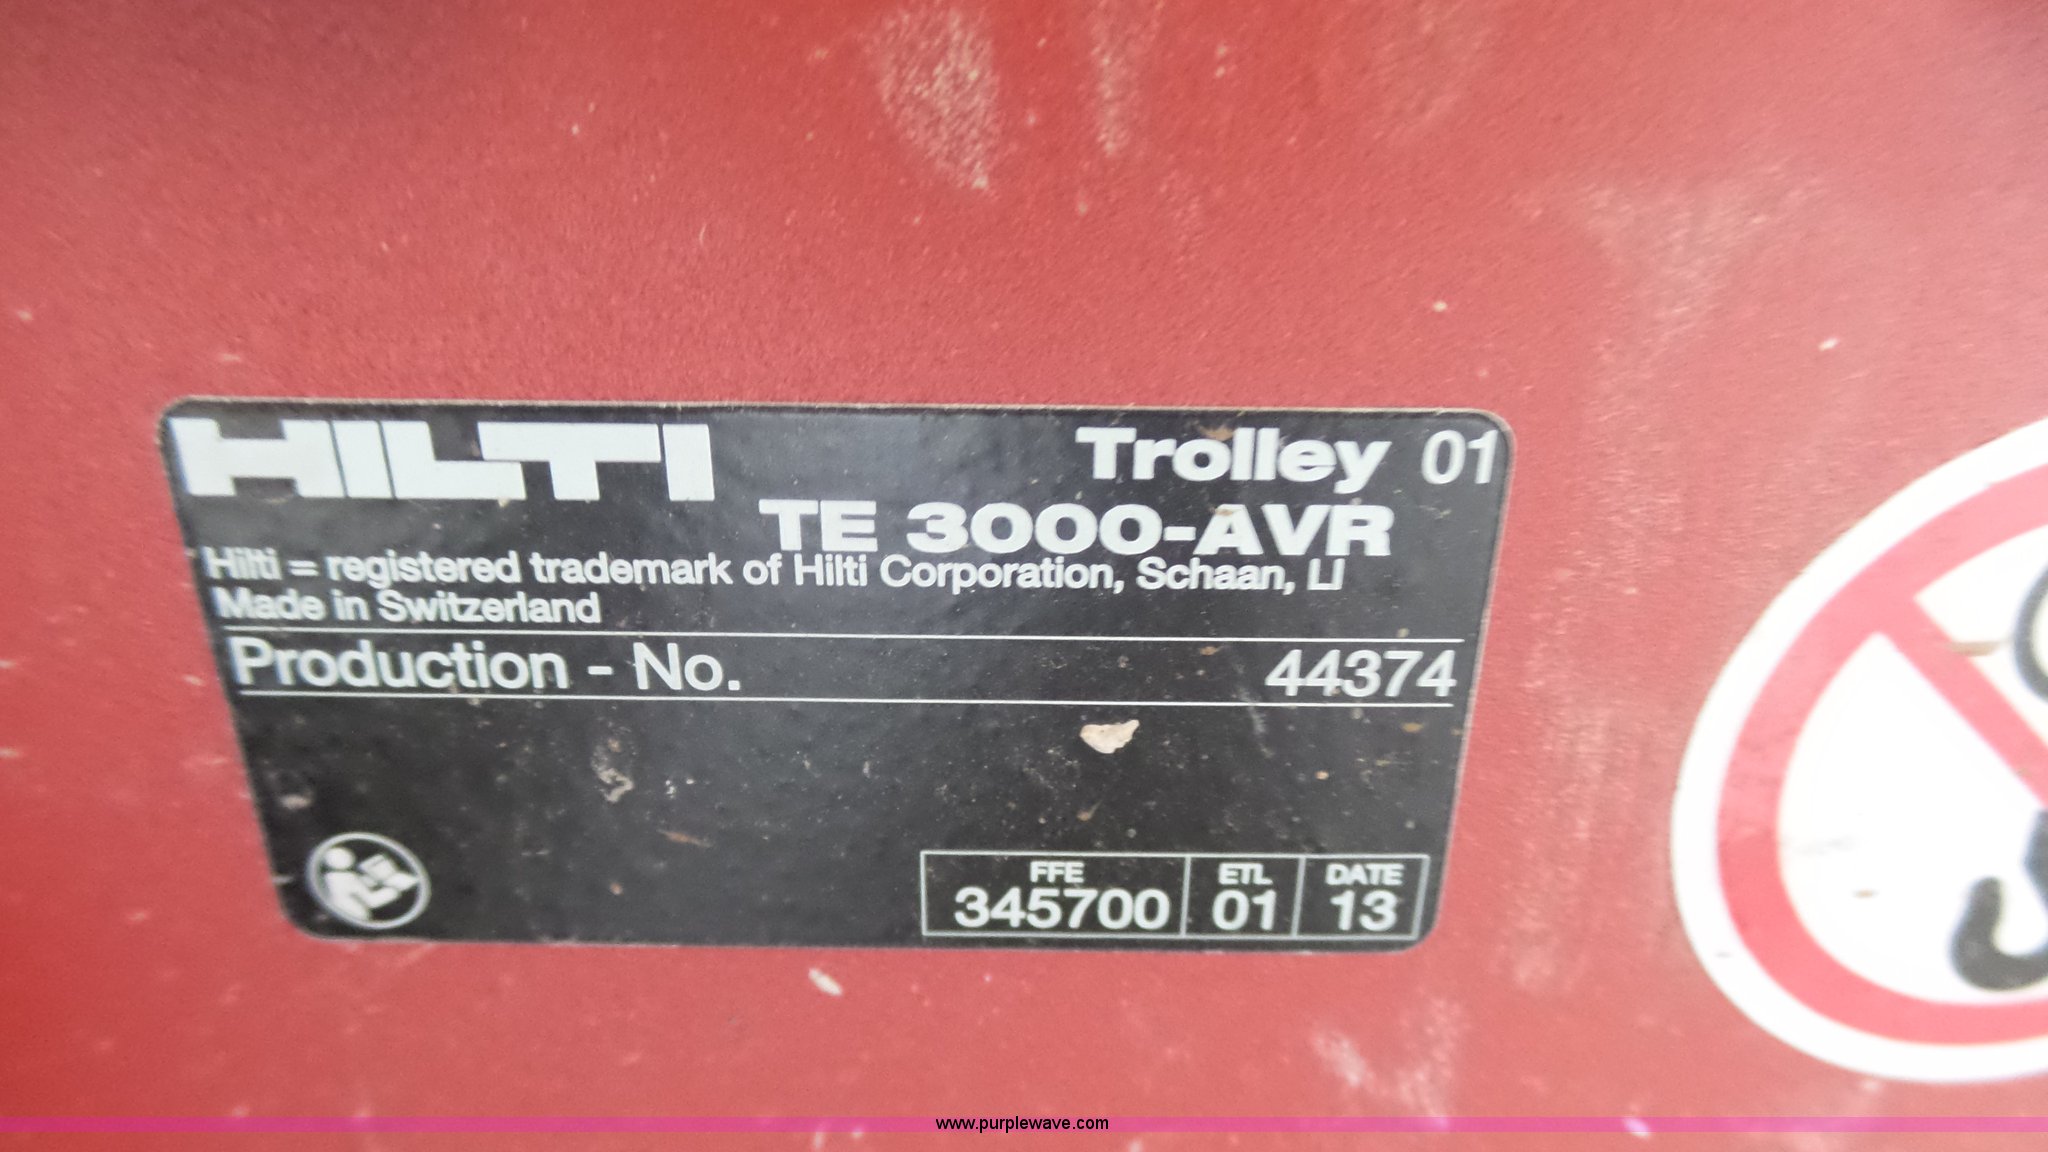 HILTI Trolley 01
TE 3000-AVR
Hilti = registered trademark of Hilti Corporation, Schaan, LI
Made in Switzerland
Production - No. 44374
FFE ETL DATE
345700 01 13
www.purplewave.com